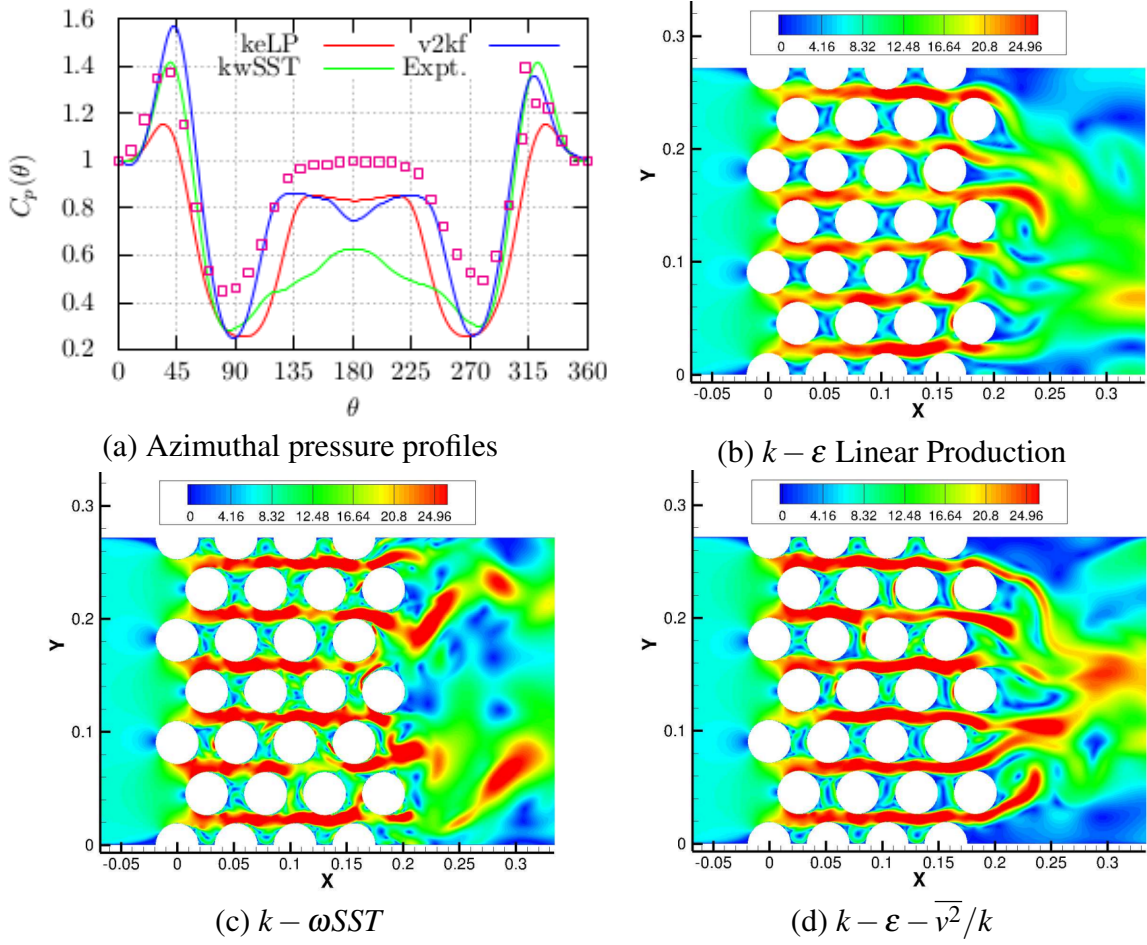 1.6
1.4
1.2
1
0.8
0.6
0.4
0.2
C_p(θ)
keLP
v2kf
kwSST
Expt.
0 45 90 135 180 225 270 315 360
θ
(a) Azimuthal pressure profiles
0 4.16 8.32 12.48 16.64 20.8 24.96
0.3
0.2
0.1
0
Y
-0.05 0 0.05 0.1 0.15 0.2 0.25 0.3
X
(b) k − ε Linear Production
0 4.16 8.32 12.48 16.64 20.8 24.96
0.3
0.2
0.1
0
Y
-0.05 0 0.05 0.1 0.15 0.2 0.25 0.3
X
(c) k − ωSST
0 4.16 8.32 12.48 16.64 20.8 24.96
0.3
0.2
0.1
0
Y
-0.05 0 0.05 0.1 0.15 0.2 0.25 0.3
X
(d) k − ε − v̅²/k